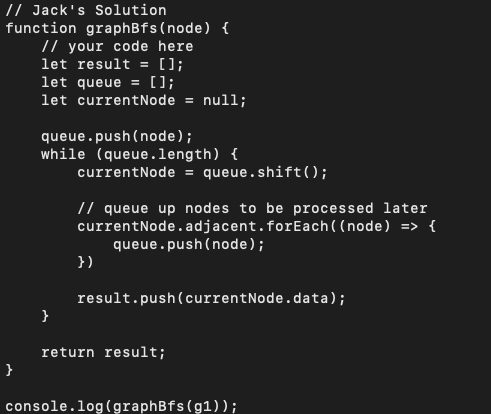 // Jack's Solution
function graphBfs(node) {
    // your code here
    let result = [];
    let queue = [];
    let currentNode = null;

    queue.push(node);
    while (queue.length) {
        currentNode = queue.shift();

        // queue up nodes to be processed later
        currentNode.adjacent.forEach((node) => {
            queue.push(node);
        })

        result.push(currentNode.data);
    }

    return result;
}

console.log(graphBfs(g1));